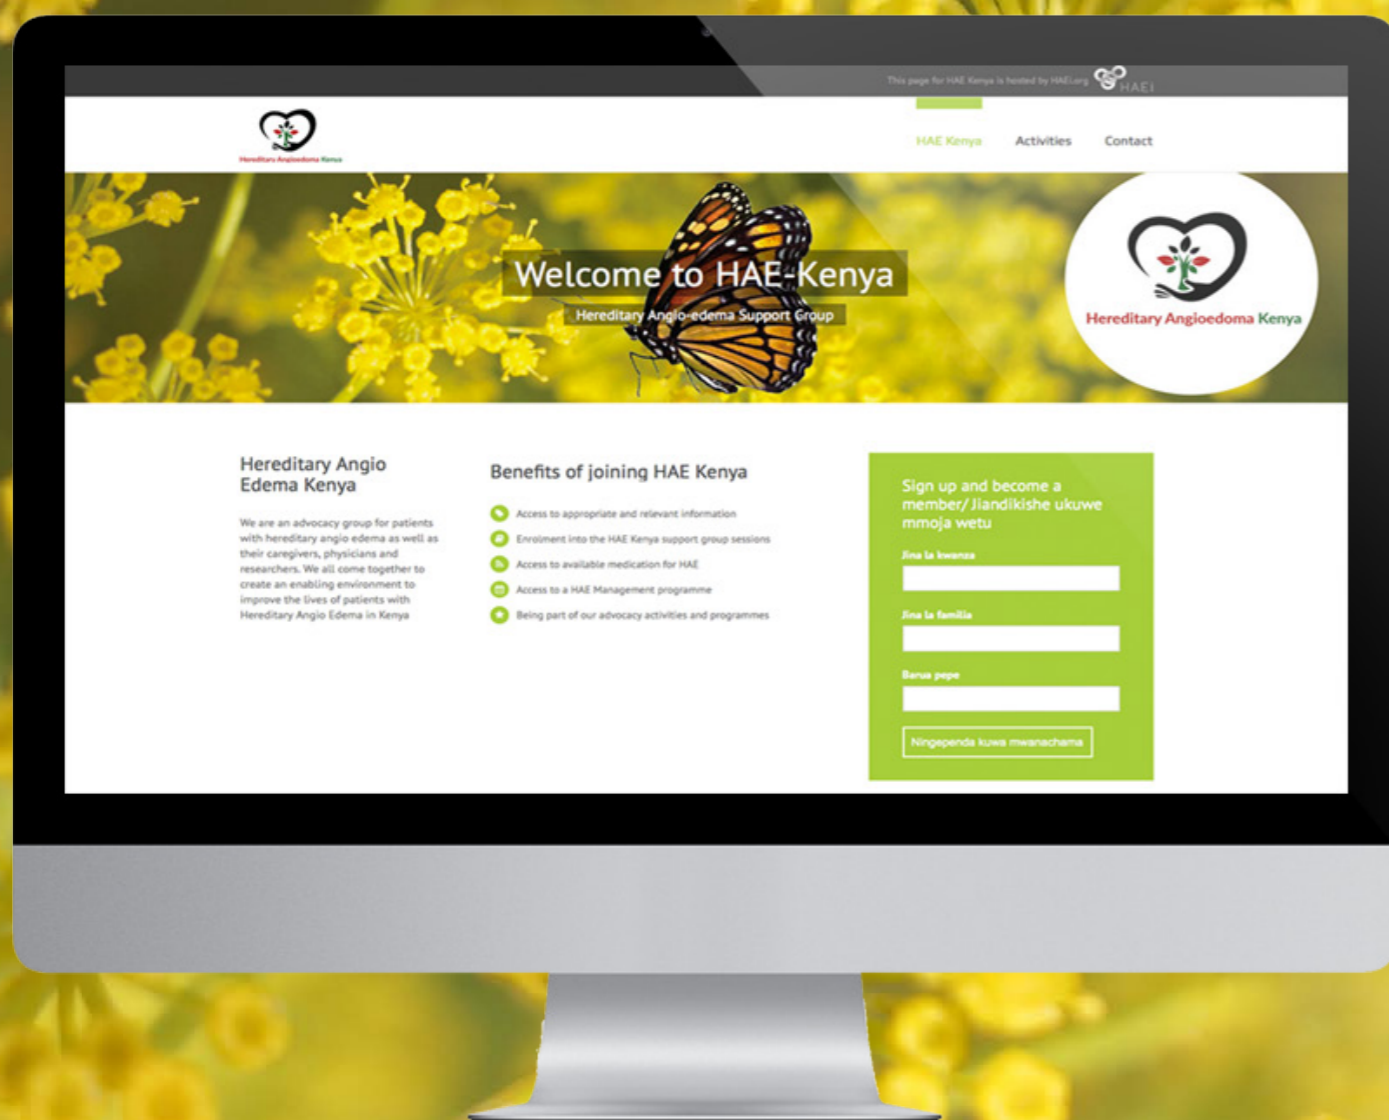 This page for HAE Kenya is hosted by HAEi.org
HAEi
Hereditary Angioedoma Kenya
HAE Kenya
Activities
Contact
Welcome to HAE-Kenya
Hereditary Angio-edema Support Group
Hereditary Angioedoma Kenya
Hereditary Angio
Edema Kenya
We are an advocacy group for patients
with hereditary angio edema as well as
their caregivers, physicians and
researchers. We all come together to
create an enabling environment to
improve the lives of patients with
Hereditary Angio Edema in Kenya
Benefits of joining HAE Kenya
Access to appropriate and relevant information
Enrolment into the HAE Kenya support group sessions
Access to available medication for HAE
Access to a HAE Management programme
Being part of our advocacy activities and programmes
Sign up and become a
member/ Jiandikishe ukuwe
mmoja wetu
Jina la kwanza
Jina la familia
Barua pepe
Ningependa kuwa mwanachama